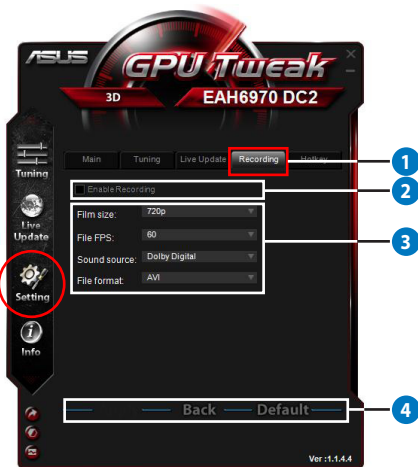 ASUS
GPU Tweak
3D
EAH6970 DC2
Tuning
Live
Update
Setting
Info
Main Tuning Live Update Recording Hotkey
1
Enable Recording
2
Film size: 720p
File FPS: 60
Sound source: Dolby Digital
File format: AVI
3
Back Default
4
Ver :1.1.4.4